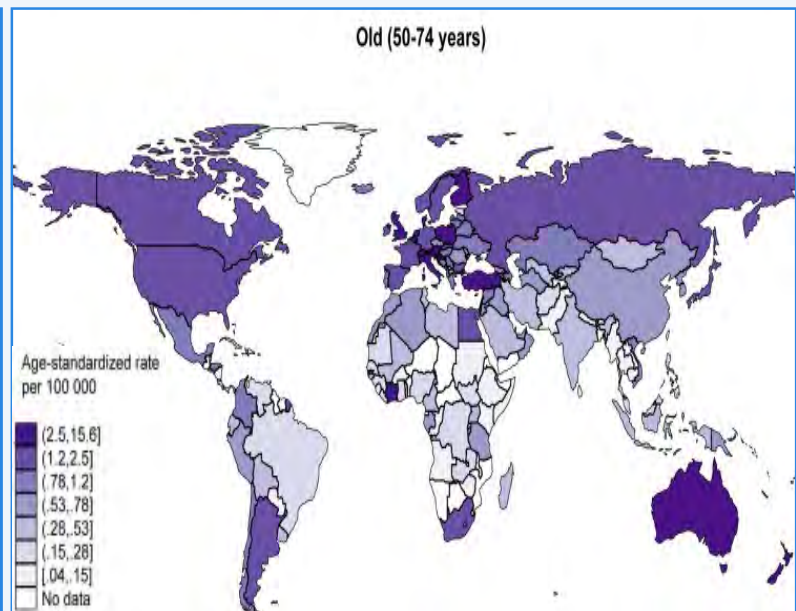 Old (50-74 years)
Age-standardized rate
per 100 000
(2.5,15.6]
(1.2,2.5]
(.78,1.2]
(.53,.78]
(.28,.53]
(.15,.28]
[.04,.15]
No data